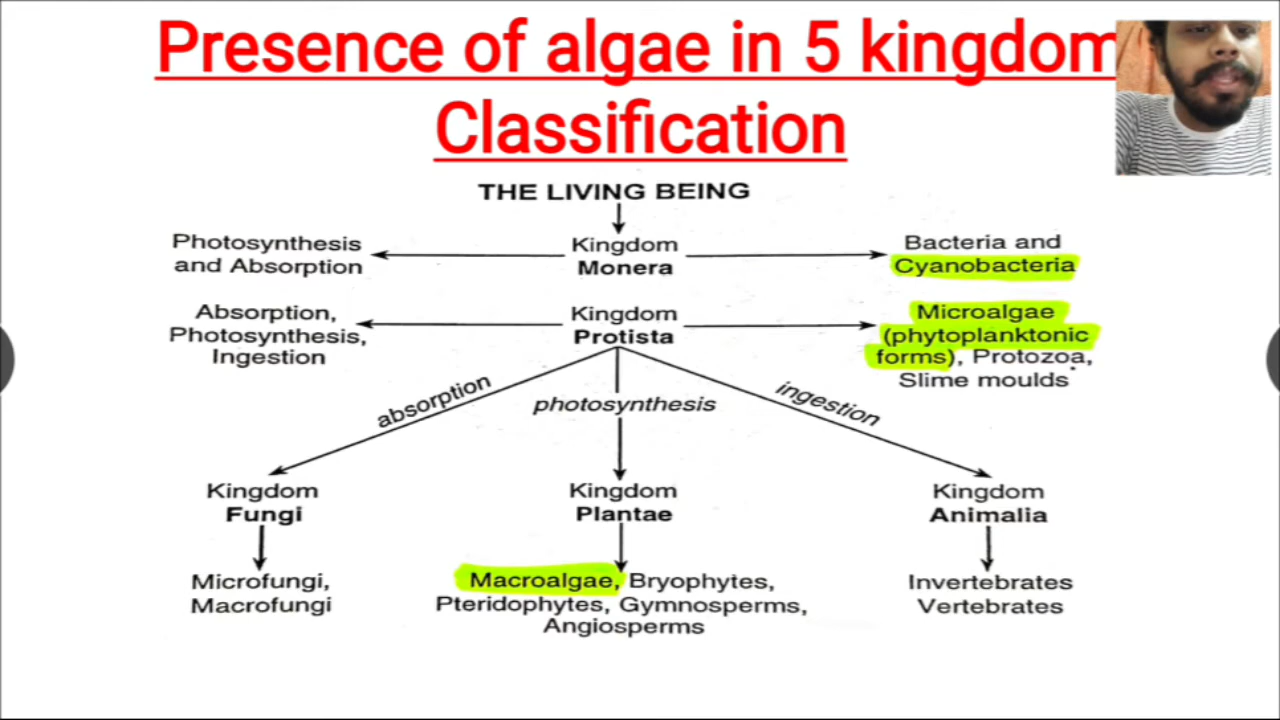 Presence of algae in 5 kingdom
Classification
THE LIVING BEING
Photosynthesis
and Absorption
Kingdom
Monera
Bacteria and
Cyanobacteria
Absorption,
Photosynthesis,
Ingestion
Kingdom
Protista
Microalgae
(phytoplanktonic
forms), Protozoa,
Slime moulds
absorption
photosynthesis
ingestion
Kingdom
Fungi
Kingdom
Plantae
Kingdom
Animalia
Microfungi,
Macrofungi
Macroalgae, Bryophytes,
Pteridophytes, Gymnosperms,
Angiosperms
Invertebrates
Vertebrates